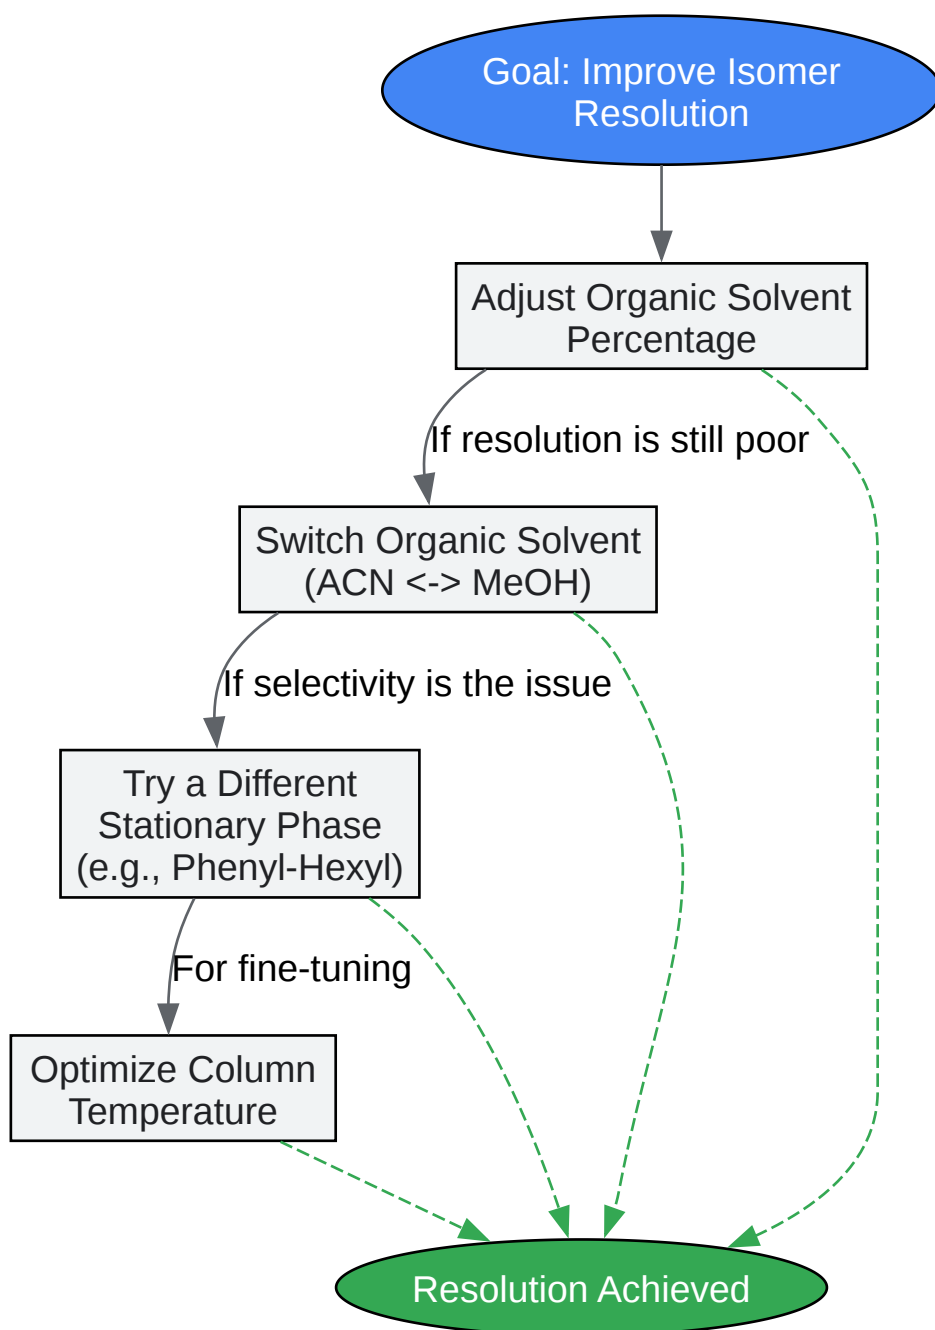 Goal: Improve Isomer
Resolution
Adjust Organic Solvent
Percentage
If resolution is still poor
Switch Organic Solvent
(ACN <-> MeOH)
If selectivity is the issue
Try a Different
Stationary Phase
(e.g., Phenyl-Hexyl)
For fine-tuning
Optimize Column
Temperature
Resolution Achieved